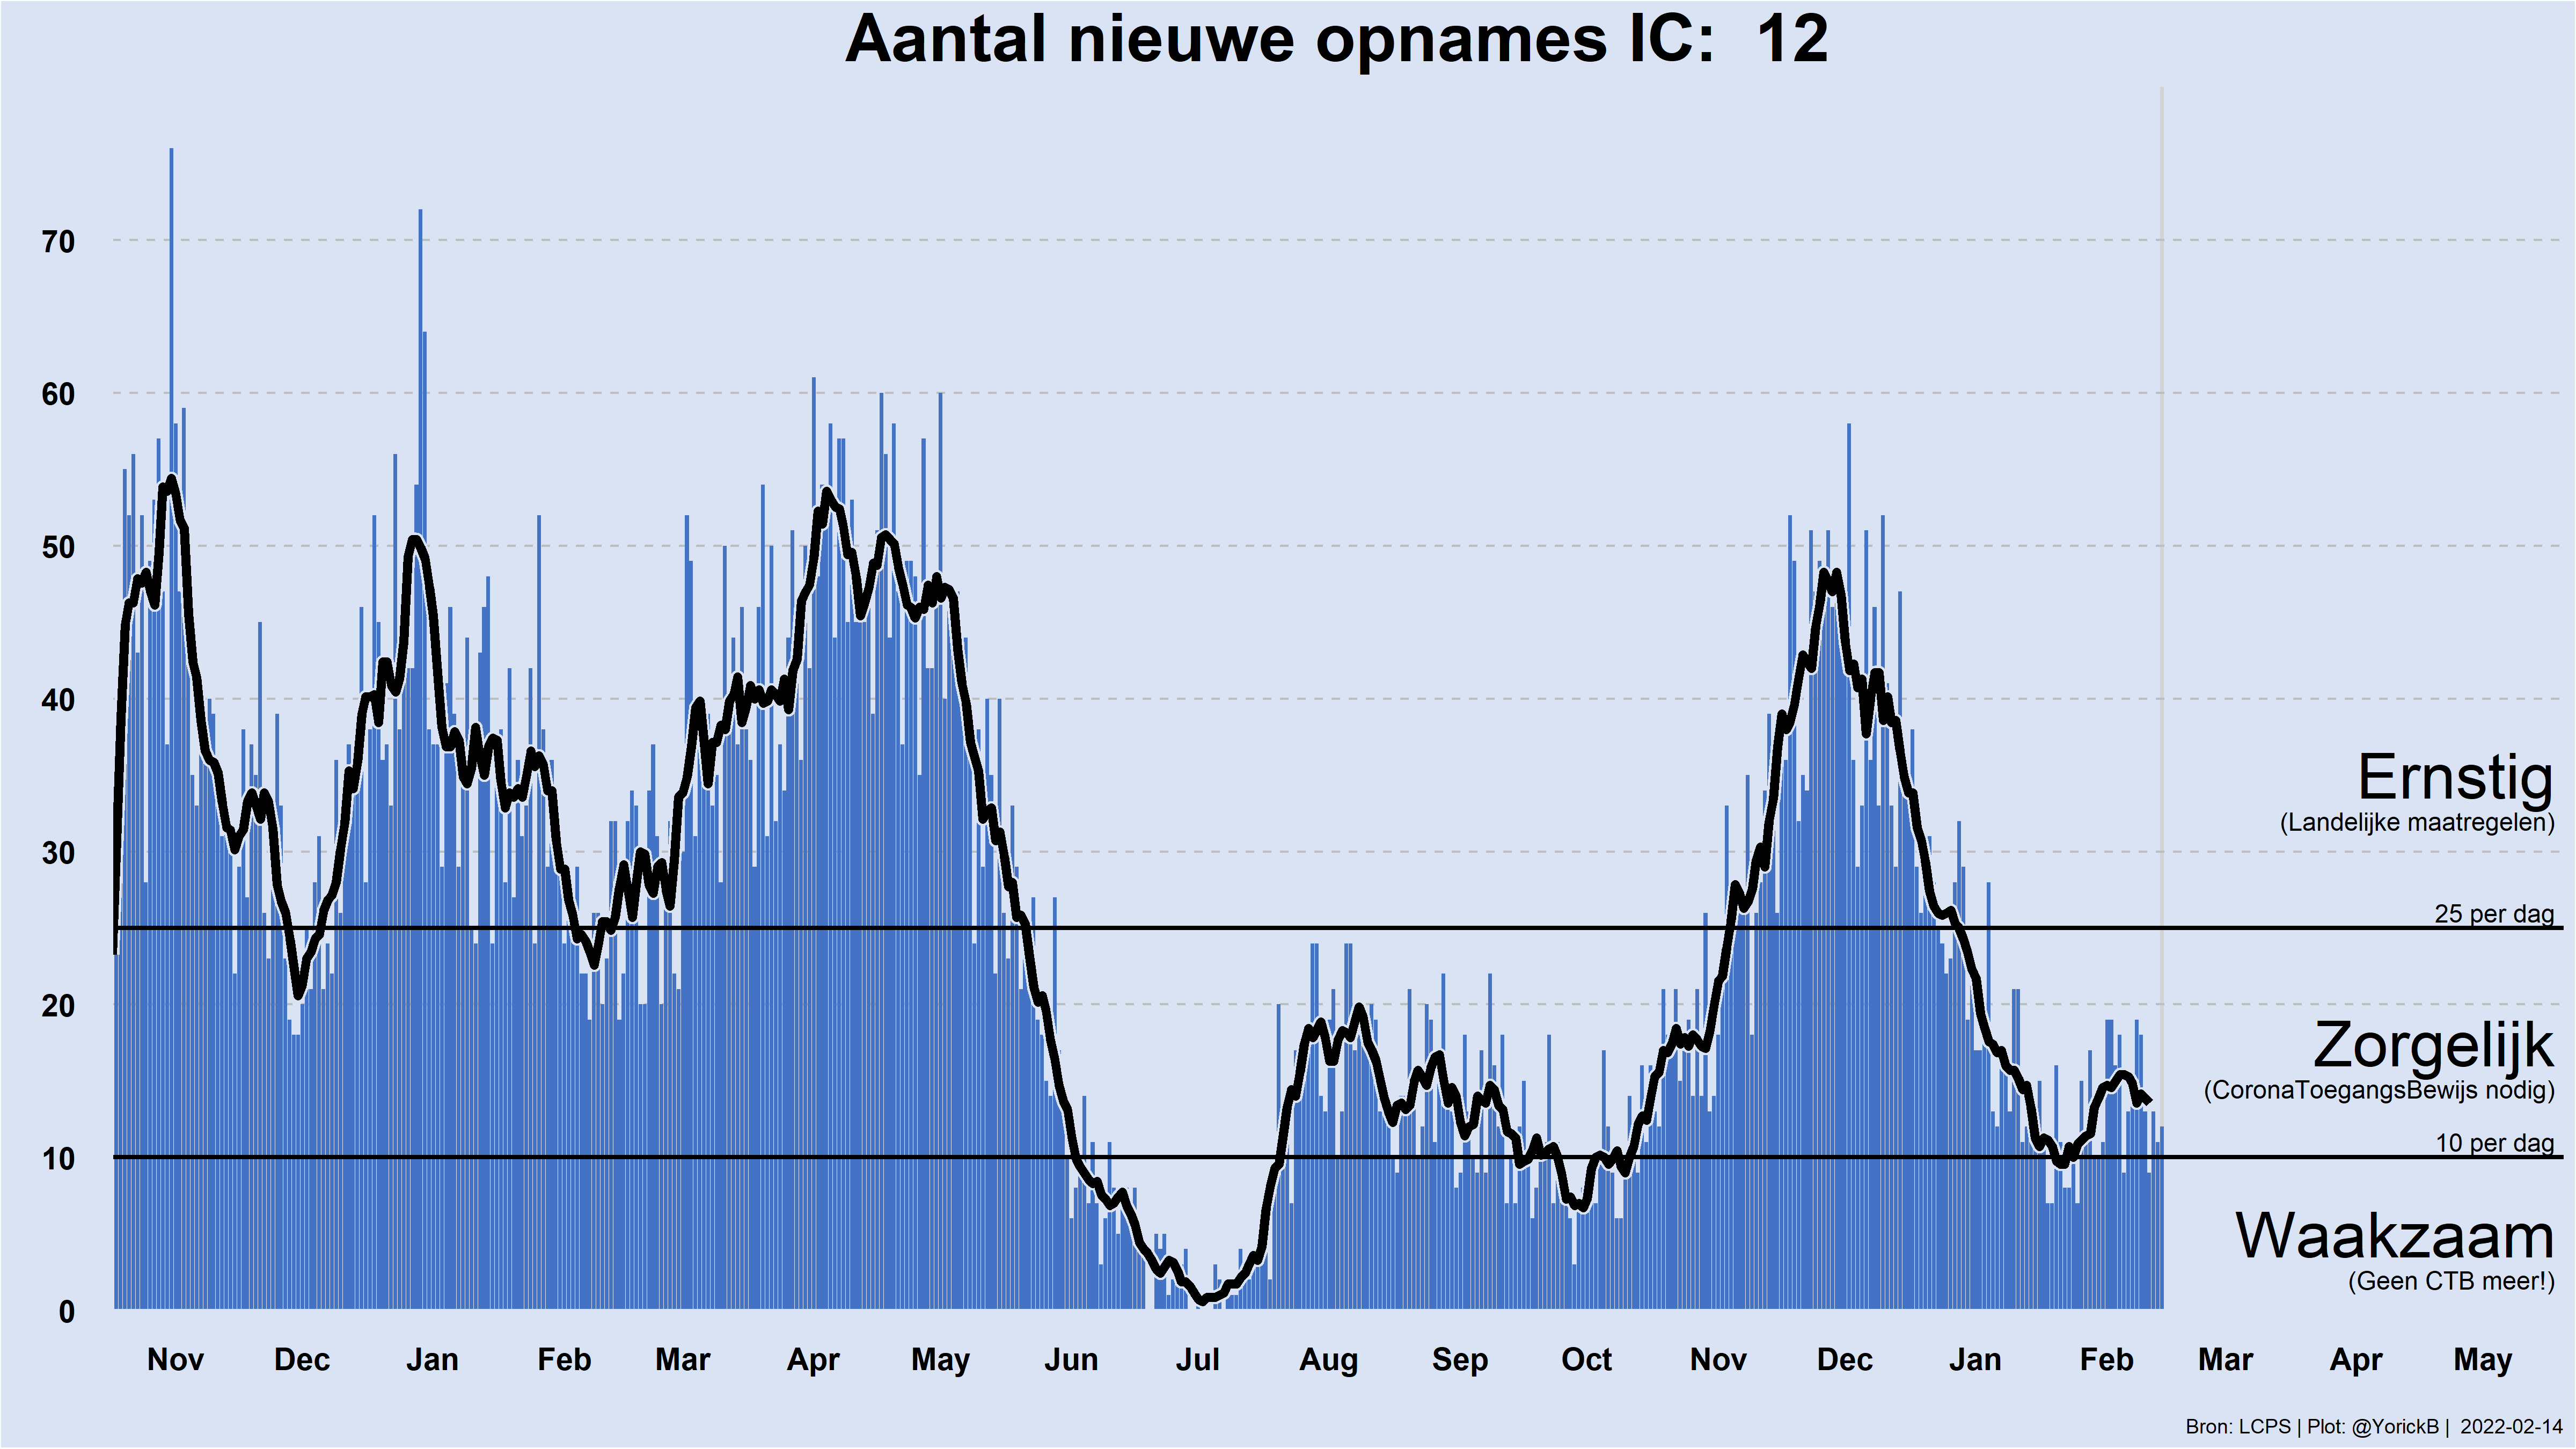 Aantal nieuwe opnames IC:  12
70
60
50
40
30
20
10
0
Ernstig
(Landelijke maatregelen)
25 per dag
Zorgelijk
(CoronaToegangsBewijs nodig)
10 per dag
Waakzaam
(Geen CTB meer!)
Nov Dec Jan Feb Mar Apr May Jun Jul Aug Sep Oct Nov Dec Jan Feb Mar Apr May
Bron: LCPS | Plot: @YorickB |  2022-02-14